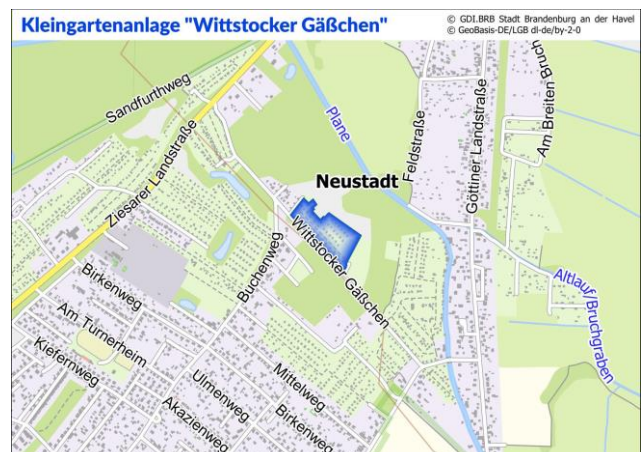 Kleingartenanlage "Wittstocker Gäßchen"
© GDI.BRB Stadt Brandenburg an der Havel
© GeoBasis-DE/LGB dl-de/by-2-0
Sandfurthweg
Plane
Ziesarer Landstraße
Neustadt
Feldstraße
Göttiner Landstraße
Am Breiten Bruch
Buchenweg
Wittstocker Gäßchen
Altlauf/Bruchgraben
Birkenweg
Am Turnerheim
Kiefernweg
Ulmenweg
Mittelweg
Akazienweg
Birkenweg